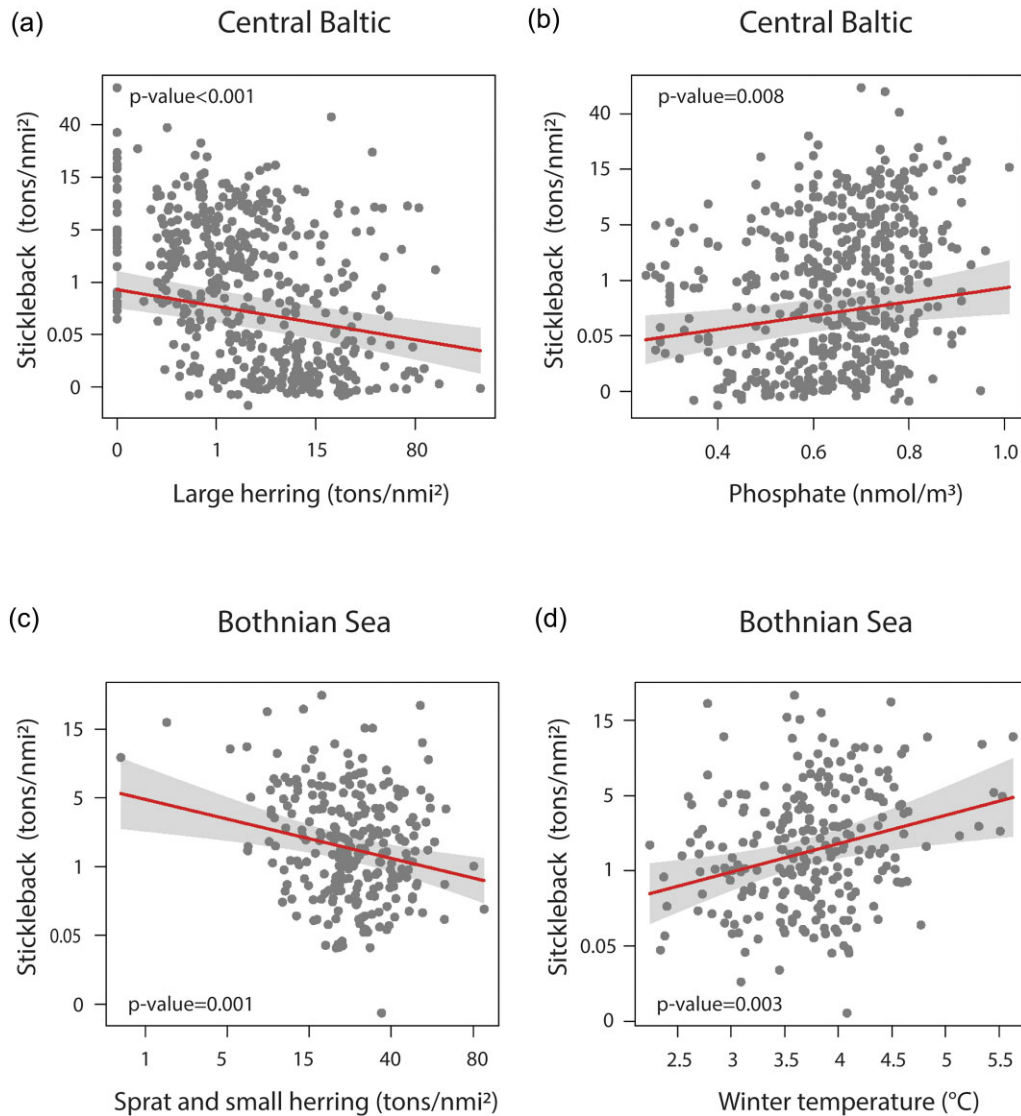 (a)
Central Baltic
p-value<0.001
Stickleback (tons/nmi²)
40
15
5
1
0.05
0
0
1
15
80
Large herring (tons/nmi²)
(b)
Central Baltic
p-value=0.008
Stickleback (tons/nmi²)
40
15
5
1
0.05
0
0.4
0.6
0.8
1.0
Phosphate (nmol/m³)
(c)
Bothnian Sea
Stickleback (tons/nmi²)
15
5
1
0.05
0
p-value=0.001
1
5
15
40
80
Sprat and small herring (tons/nmi²)
(d)
Bothnian Sea
Sitckleback (tons/nmi²)
15
5
1
0.05
0
p-value=0.003
2.5
3
3.5
4
4.5
5
5.5
Winter temperature (°C)